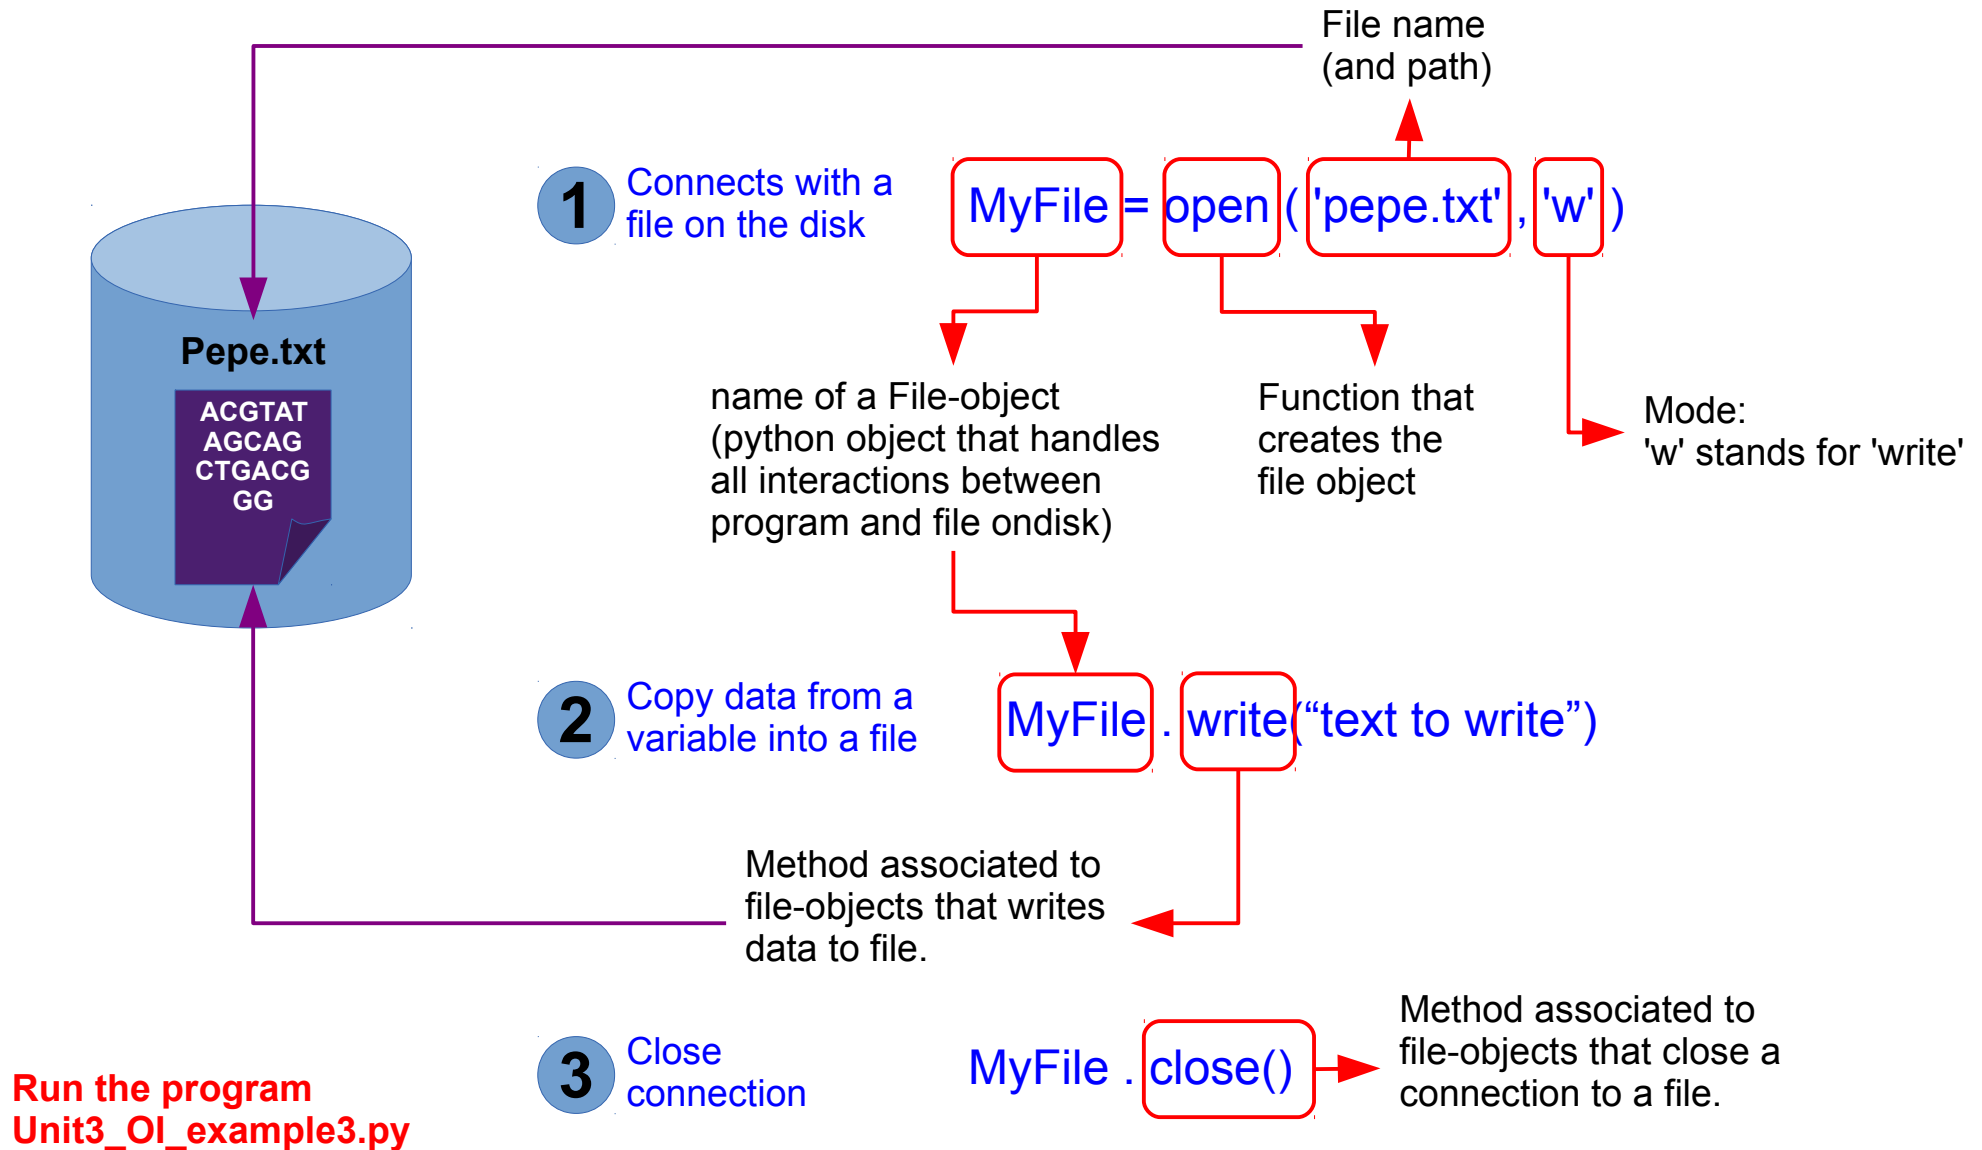 File name
(and path)
1
Connects with a
file on the disk
MyFile = open ( 'pepe.txt' , 'w' )
Pepe.txt
ACGTAT
AGCAG
CTGACG
GG
name of a File-object
(python object that handles
all interactions between
program and file ondisk)
Function that
creates the
file object
Mode:
'w' stands for 'write'
2
Copy data from a
variable into a file
MyFile . write(“text to write”)
Method associated to
file-objects that writes
data to file.
3
Close
connection
MyFile . close()
Method associated to
file-objects that close a
connection to a file.
Run the program
Unit3_OI_example3.py